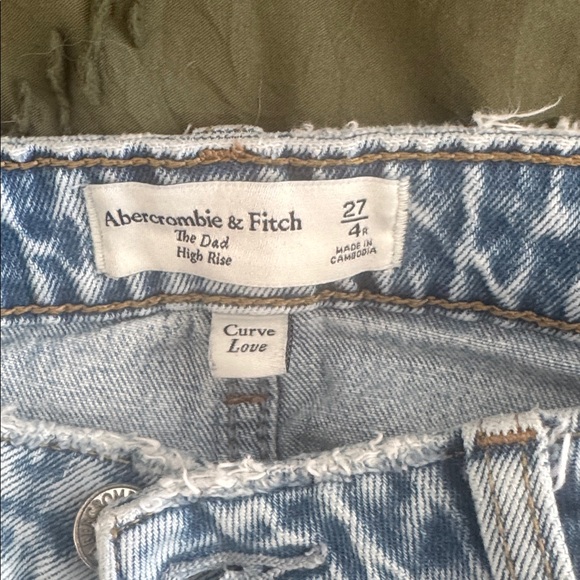 Abercrombie & Fitch
The Dad
High Rise
27
4R
MADE IN
CAMBODIA
Curve
Love